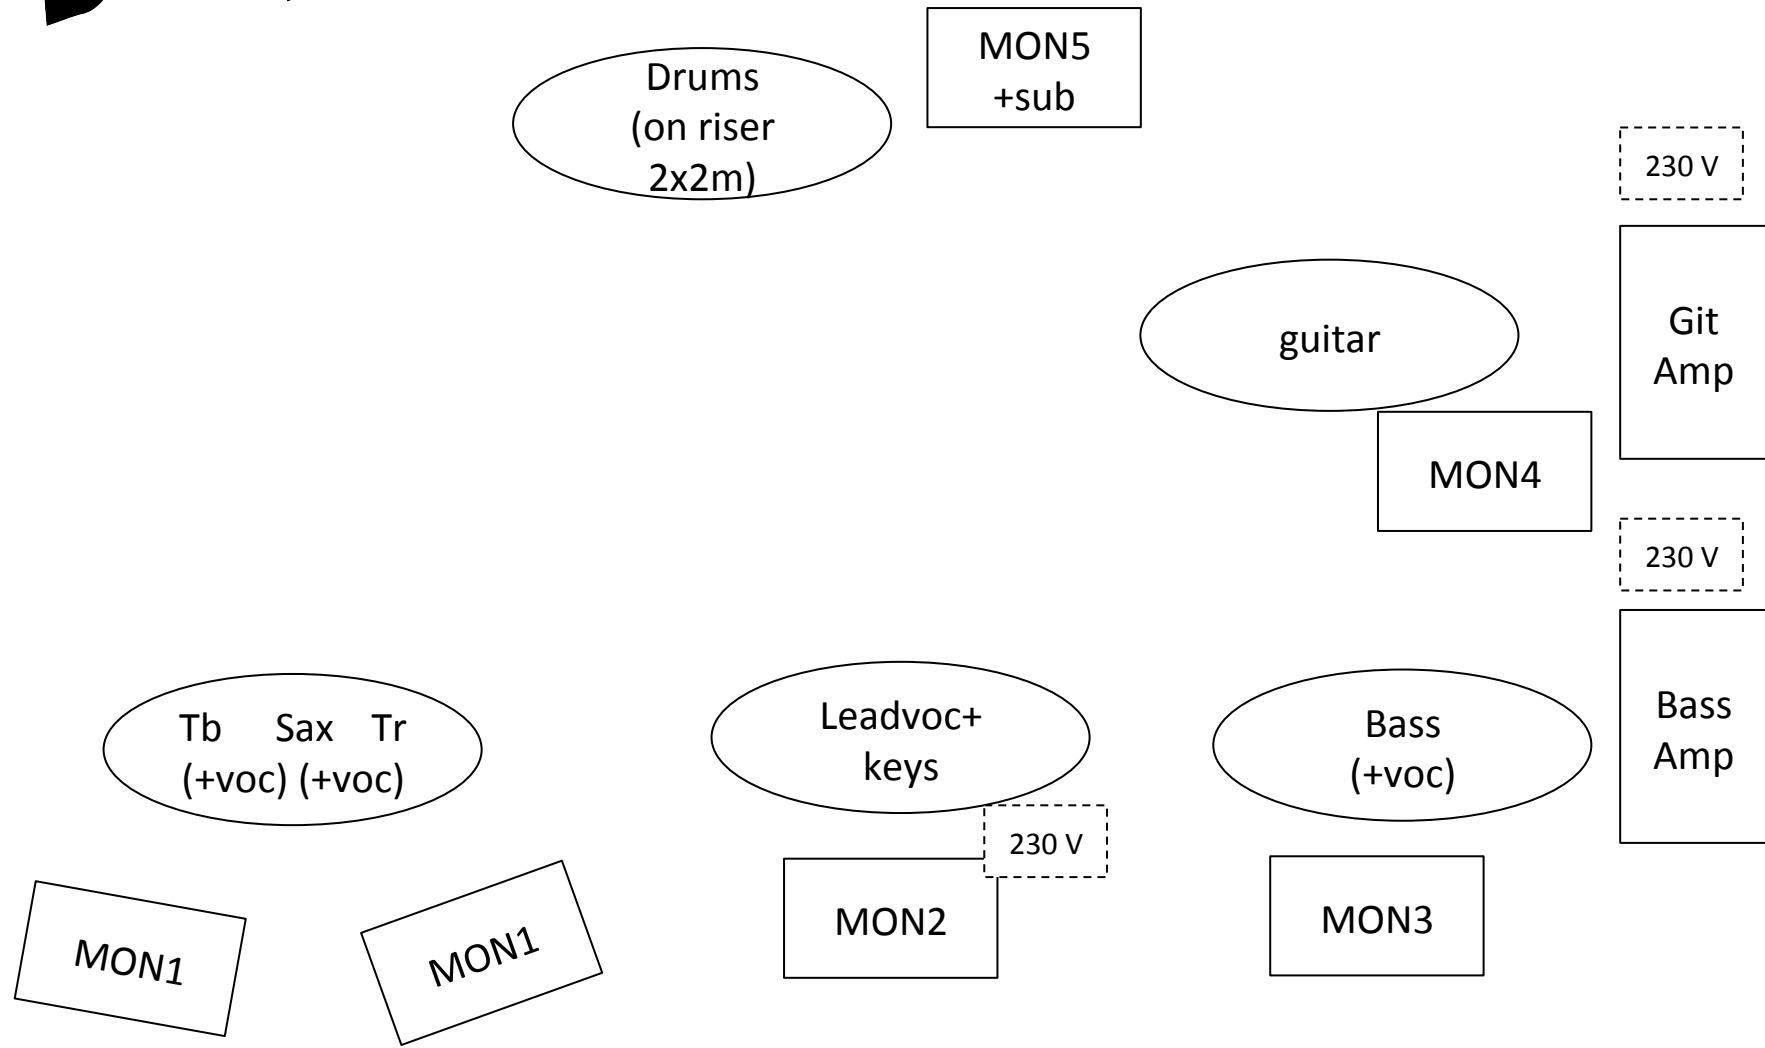 MON5
+sub
Drums
(on riser
2x2m)
230 V
guitar
Git
Amp
MON4
230 V
Tb Sax Tr
(+voc) (+voc)
Leadvoc+
keys
Bass
(+voc)
Bass
Amp
230 V
MON1
MON1
MON2
MON3